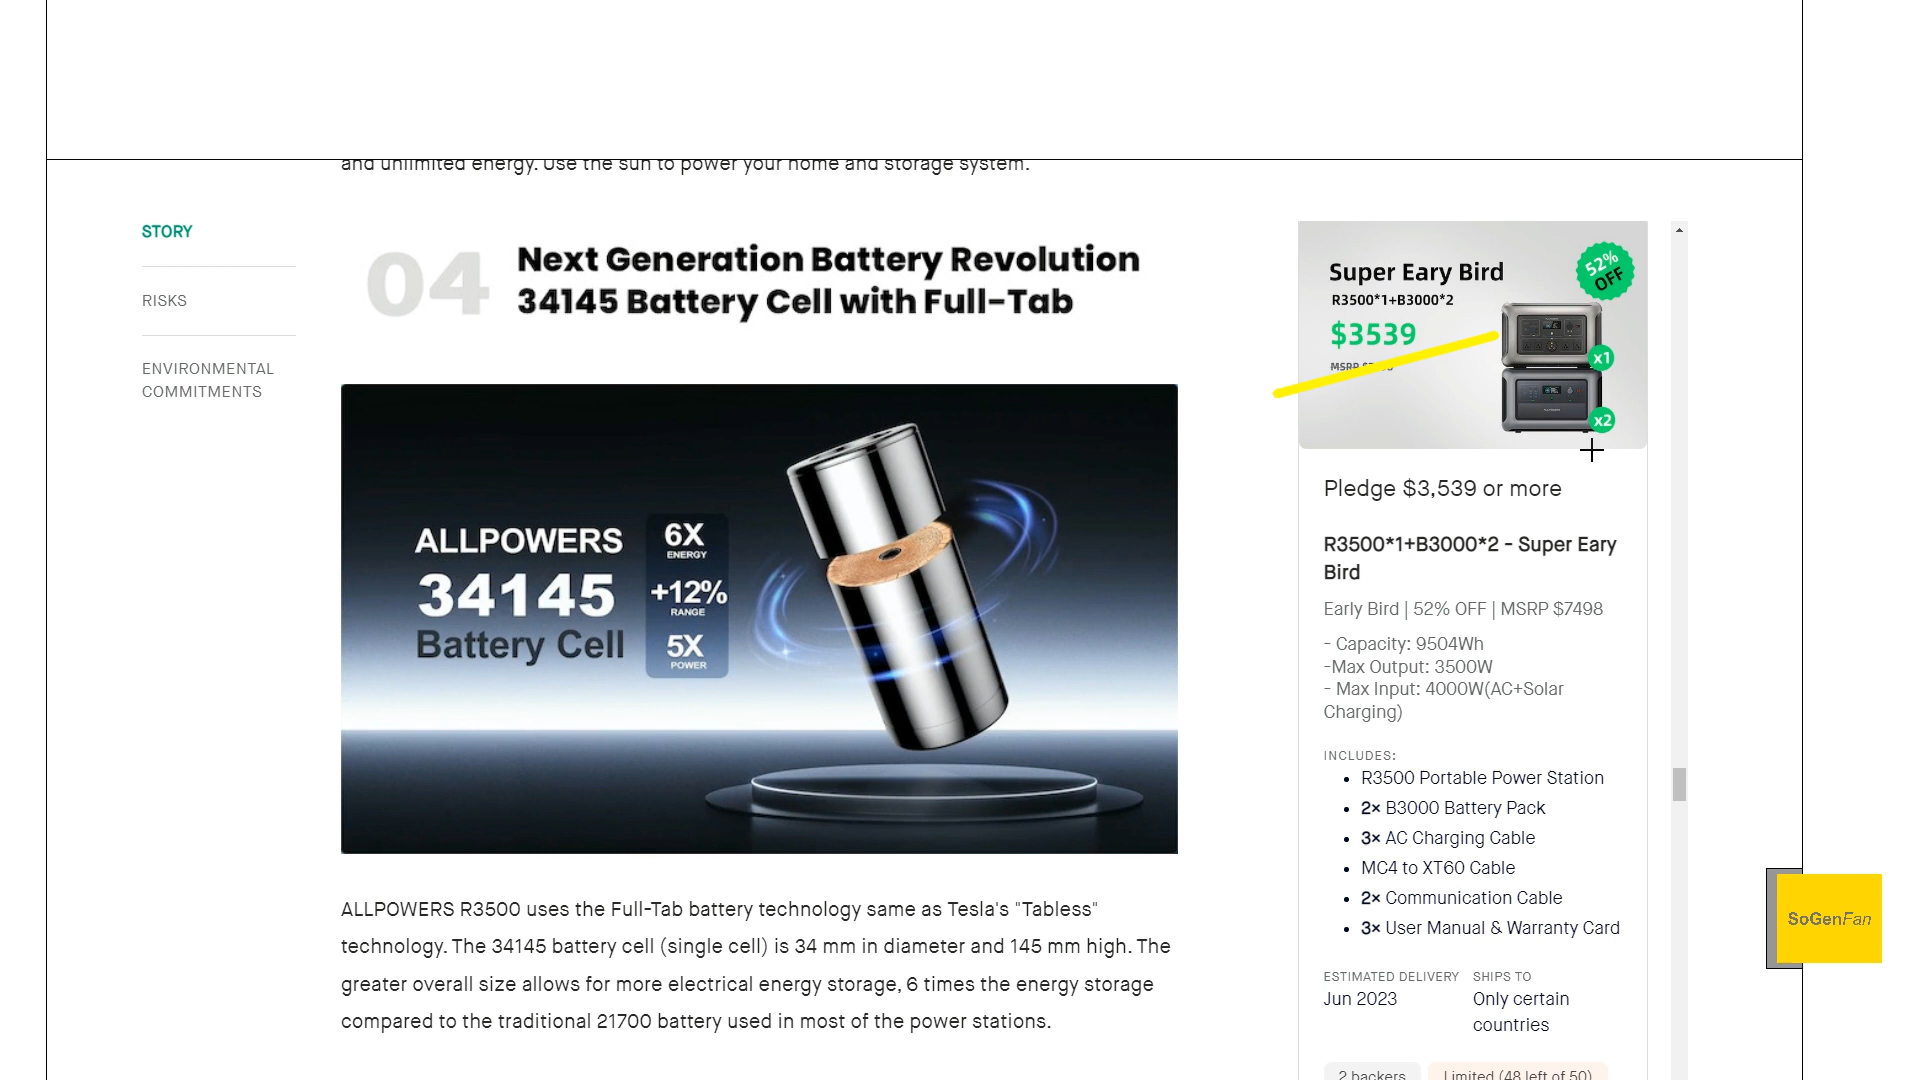 and unlimited energy. Use the sun to power your home and storage system.
STORY
RISKS
ENVIRONMENTAL
COMMITMENTS
04
Next Generation Battery Revolution
34145 Battery Cell with Full-Tab
ALLPOWERS
34145
Battery Cell
6X
ENERGY
+12%
RANGE
5X
POWER
ALLPOWERS R3500 uses the Full-Tab battery technology same as Tesla's "Tabless"
technology. The 34145 battery cell (single cell) is 34 mm in diameter and 145 mm high. The
greater overall size allows for more electrical energy storage, 6 times the energy storage
compared to the traditional 21700 battery used in most of the power stations.
Super Eary Bird
R3500*1+B3000*2
$3539
MSRP
52%
OFF
x1
x2
Pledge $3,539 or more
R3500*1+B3000*2 - Super Eary
Bird
Early Bird | 52% OFF | MSRP $7498
- Capacity: 9504Wh
-Max Output: 3500W
- Max Input: 4000W(AC+Solar
Charging)
INCLUDES:
• R3500 Portable Power Station
• 2× B3000 Battery Pack
• 3× AC Charging Cable
• MC4 to XT60 Cable
• 2× Communication Cable
• 3× User Manual & Warranty Card
ESTIMATED DELIVERY
Jun 2023
SHIPS TO
Only certain
countries
2 backers
Limited (48 left of 50)
SoGenFan